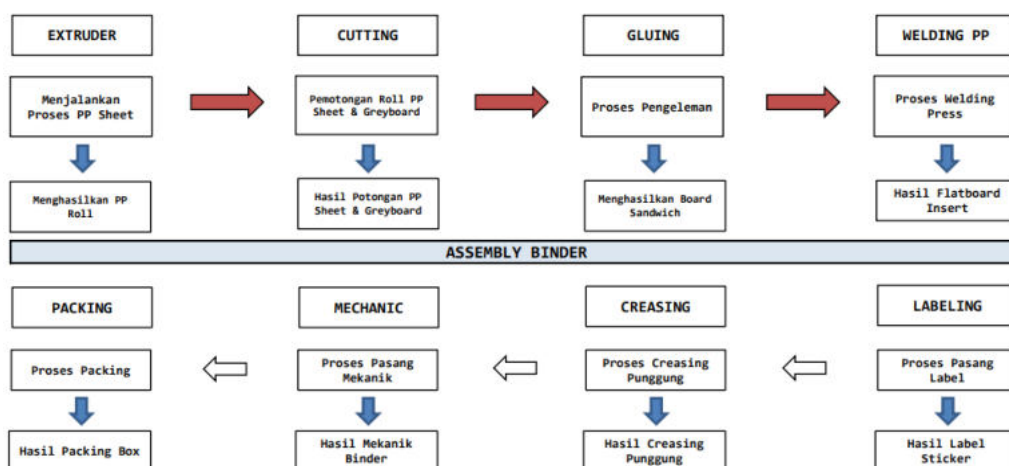 EXTRUDER
CUTTING
GLUING
WELDING PP
Menjalankan
Proses PP Sheet
Pemotongan Roll PP
Sheet & Greyboard
Proses Pengeleman
Proses Welding
Press
Menghasilkan PP
Roll
Hasil Potongan PP
Sheet & Greyboard
Menghasilkan Board
Sandwich
Hasil Flatboard
Insert
ASSEMBLY BINDER
PACKING
MECHANIC
CREASING
LABELING
Proses Packing
Proses Pasang
Mekanik
Proses Creasing
Punggung
Proses Pasang
Label
Hasil Packing Box
Hasil Mekanik
Binder
Hasil Creasing
Punggung
Hasil Label
Sticker